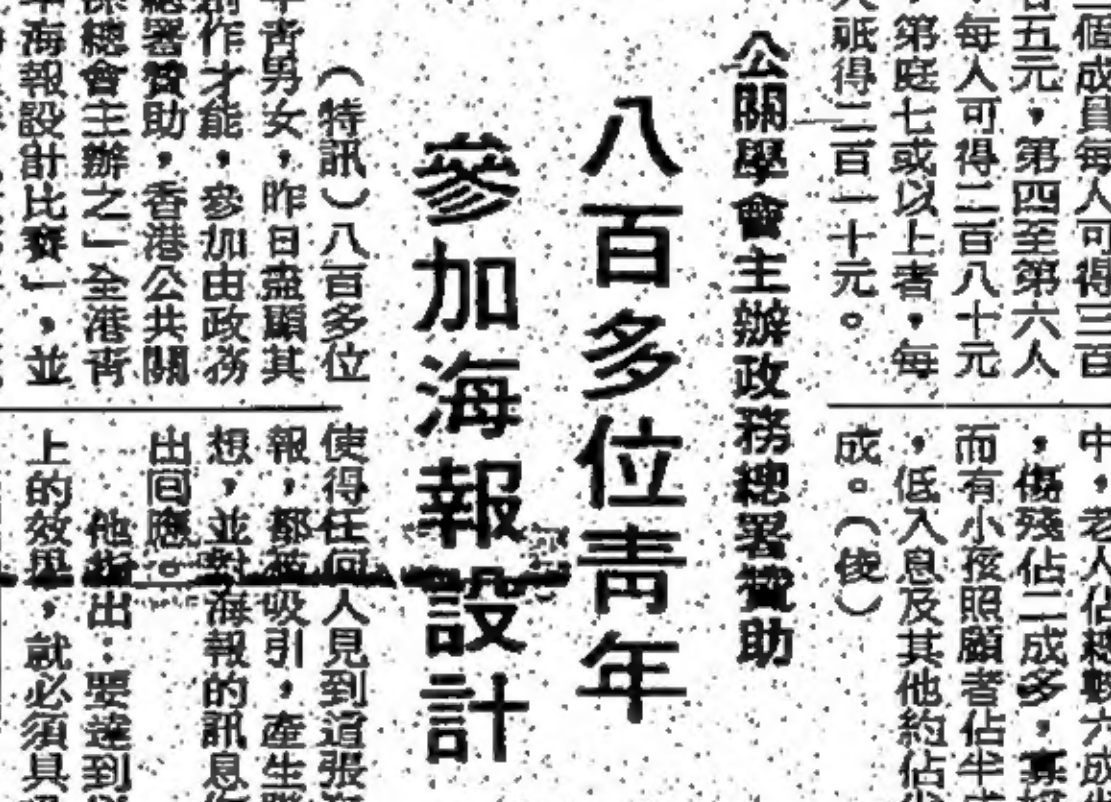 二個成員每人可得三百
五元，第四至第六人
，每人可得二百八十元
，第庭七或以上者，每
人祇得二百一十元。
中，老人佔總數六成
，傷殘佔二成多，
而有小孩照顧者佔半成
，低入息及其他約佔
成。（俊）
公關學會主辦政務總署贊助
八百多位青年
參加海報設計
（特訊）八百多位
青男女，昨日盡顯其
創作才能，參加由政務
總署贊助，香港公共關
係總會主辦之「全港青
年海報設計比賽」，並
使得任何人見到這張
報，都被吸引，產生聯
想，並對海報的訊息作
出回應。
他指出：要達到
上的效果，就必須具